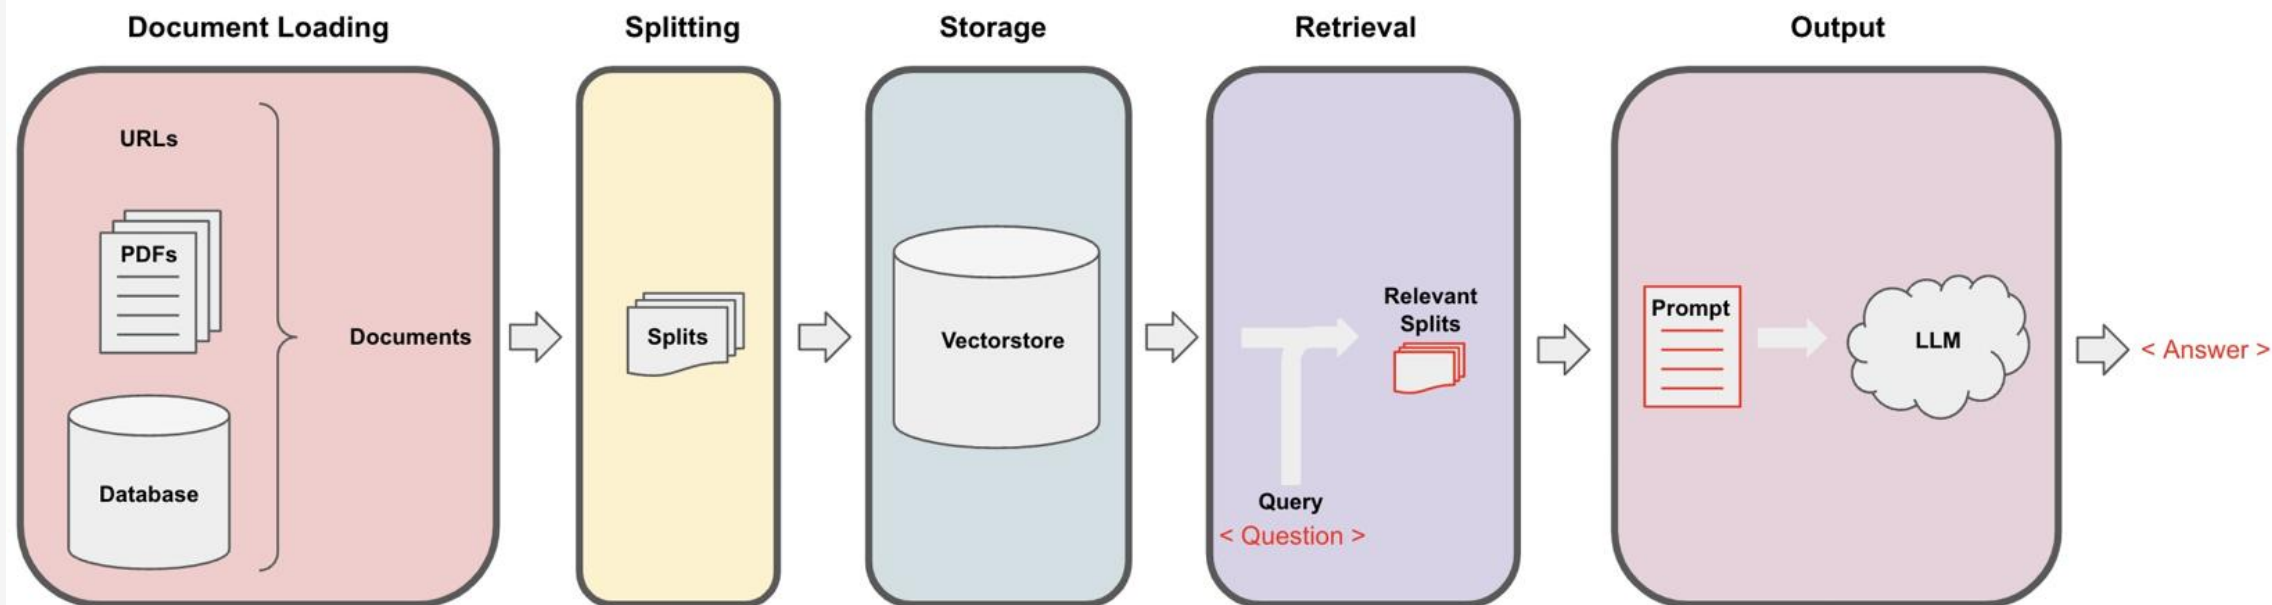 Document Loading
Splitting
Storage
Retrieval
Output
URLs
PDFs
Database
Documents
Splits
Vectorstore
Relevant
Splits
Query
< Question >
Prompt
LLM
< Answer >